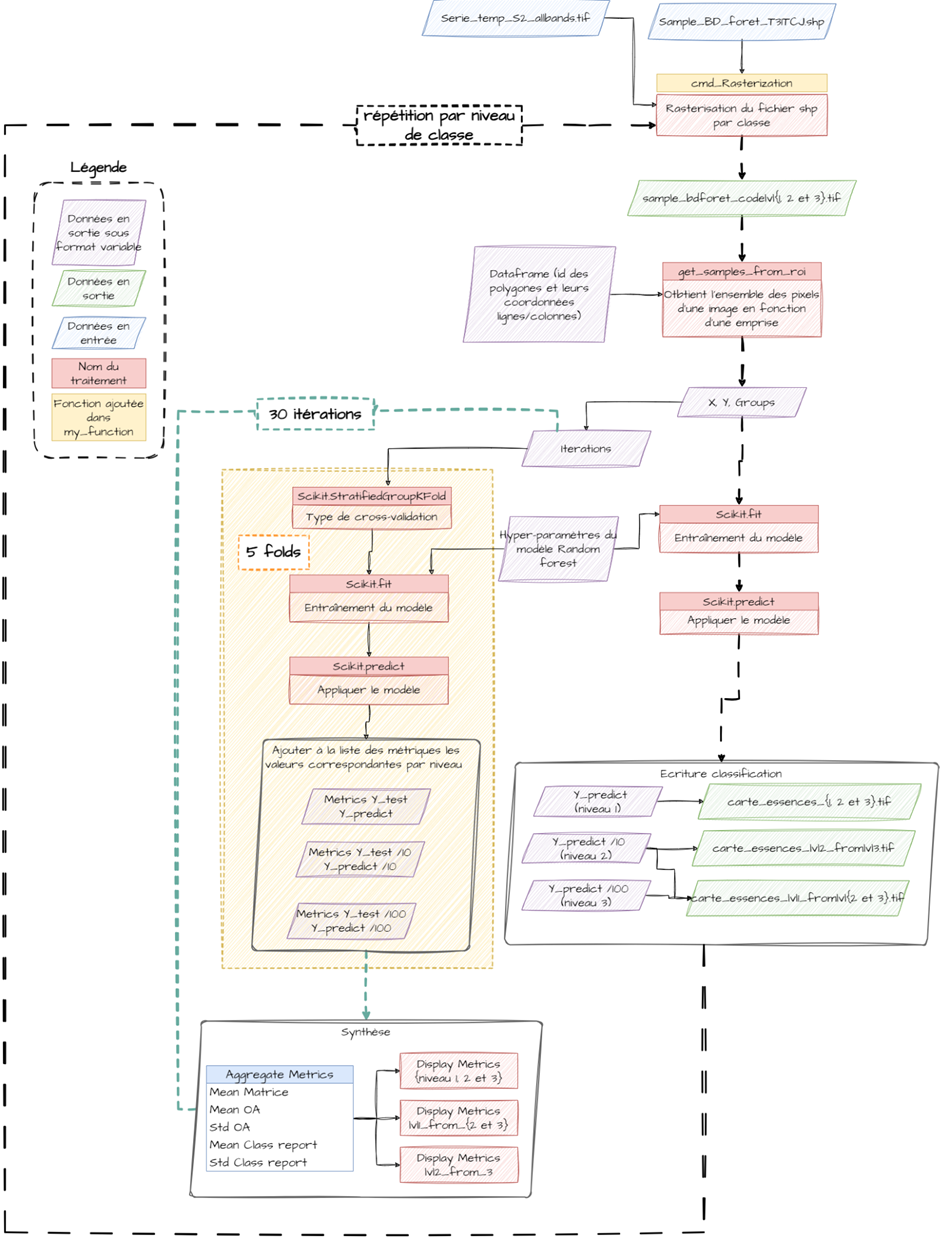 Serie_temp_S2_allbands.tif
Sample_BD_foret_T31TCJ.shp
cmd_Rasterization
Rasterisation du fichier shp
par classe
répétition par niveau
de classe
Légende
Données en
sortie sous
format variable
Données en
sortie
Données en
entrée
Nom du
traitement
Fonction ajoutée
dans
my_function
sample_bdforet_codelvl{1, 2 et 3}.tif
Dataframe (id des
polygones et leurs
coordonnées
lignes/colonnes)
get_samples_from_roi
Otbtient l'ensemble des pixels
d'une image en fonction
d'une emprise
X, Y, Groups
30 itérations
Iterations
Scikit.StratifiedGroupKFold
Type de cross-validation
5 folds
Hyper-paramètres du
modèle Random
forest
Scikit.fit
Entraînement du modèle
Scikit.fit
Entraînement du modèle
Scikit.predict
Appliquer le modèle
Scikit.predict
Appliquer le modèle
Ajouter à la liste des métriques les
valeurs correspondantes par niveau
Metrics Y_test
Y_predict
Metrics Y_test /10
Y_predict /10
Metrics Y_test /100
Y_predict /100
Ecriture classification
Y_predict
(niveau 1)
carte_essences_{1, 2 et 3}.tif
Y_predict /10
(niveau 2)
carte_essences_lvl2_fromlvl3.tif
Y_predict /100
(niveau 3)
carte_essences_lvl1_fromlvl{2 et 3}.tif
Synthèse
Aggregate Metrics
Mean Matrice
Mean OA
Std OA
Mean Class report
Std Class report
Display Metrics
{niveau 1, 2 et 3}
Display Metrics
lvl1_from_{2 et 3}
Display Metrics
lvl2_from_3